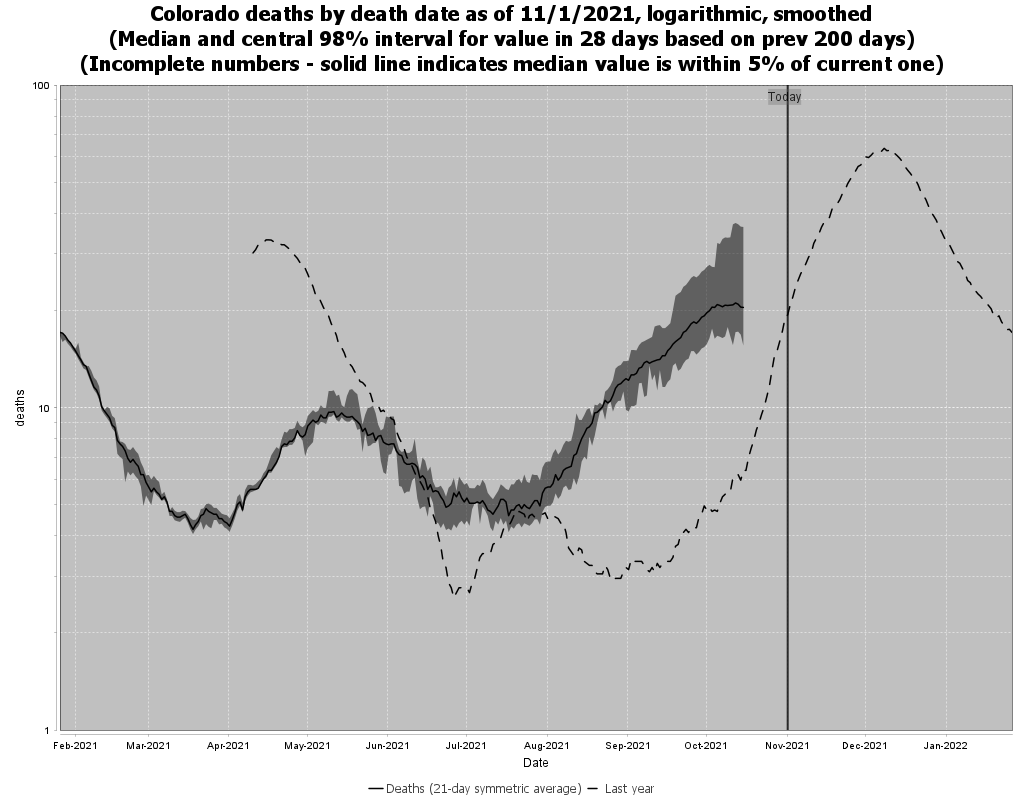 Colorado deaths by death date as of 11/1/2021, logarithmic, smoothed
(Median and central 98% interval for value in 28 days based on prev 200 days)
(Incomplete numbers - solid line indicates median value is within 5% of current one)
100
Today
10
deaths
1
Feb-2021 Mar-2021 Apr-2021 May-2021 Jun-2021 Jul-2021 Aug-2021 Sep-2021 Oct-2021 Nov-2021 Dec-2021 Jan-2022
Date
Deaths (21-day symmetric average) Last year